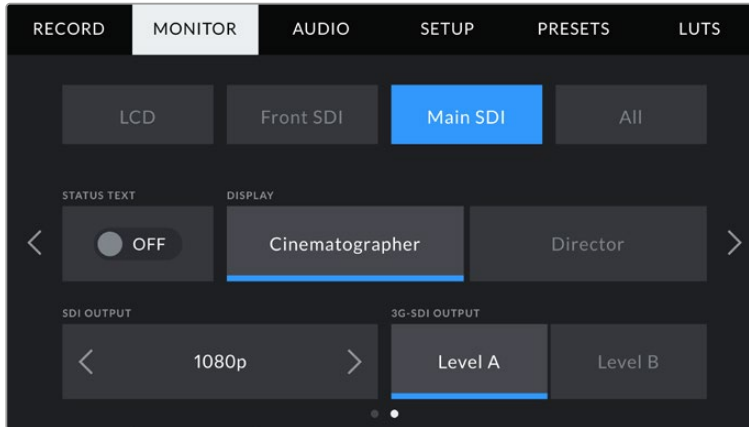 RECORD MONITOR AUDIO SETUP PRESETS LUTS
LCD Front SDI Main SDI All
STATUS TEXT DISPLAY
OFF Cinematographer Director
SDI OUTPUT 3G-SDI OUTPUT
1080p Level A Level B